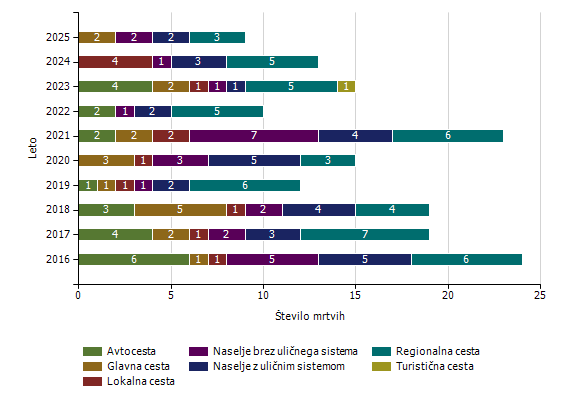 2025 2 2 2 3
2024 4 1 3 5
2023 4 2 1 1 1 5 1
2022 2 1 2 5
2021 2 2 2 7 4 6
2020 3 1 3 5 3
2019 1 1 1 1 2 6
2018 3 5 1 2 4 4
2017 4 2 1 2 3 7
2016 6 1 1 5 5 6
Leto
0 5 10 15 20 25
Število mrtvih
Avtocesta Naselje brez uličnega sistema Regionalna cesta
Glavna cesta Naselje z uličnim sistemom Turistična cesta
Lokalna cesta